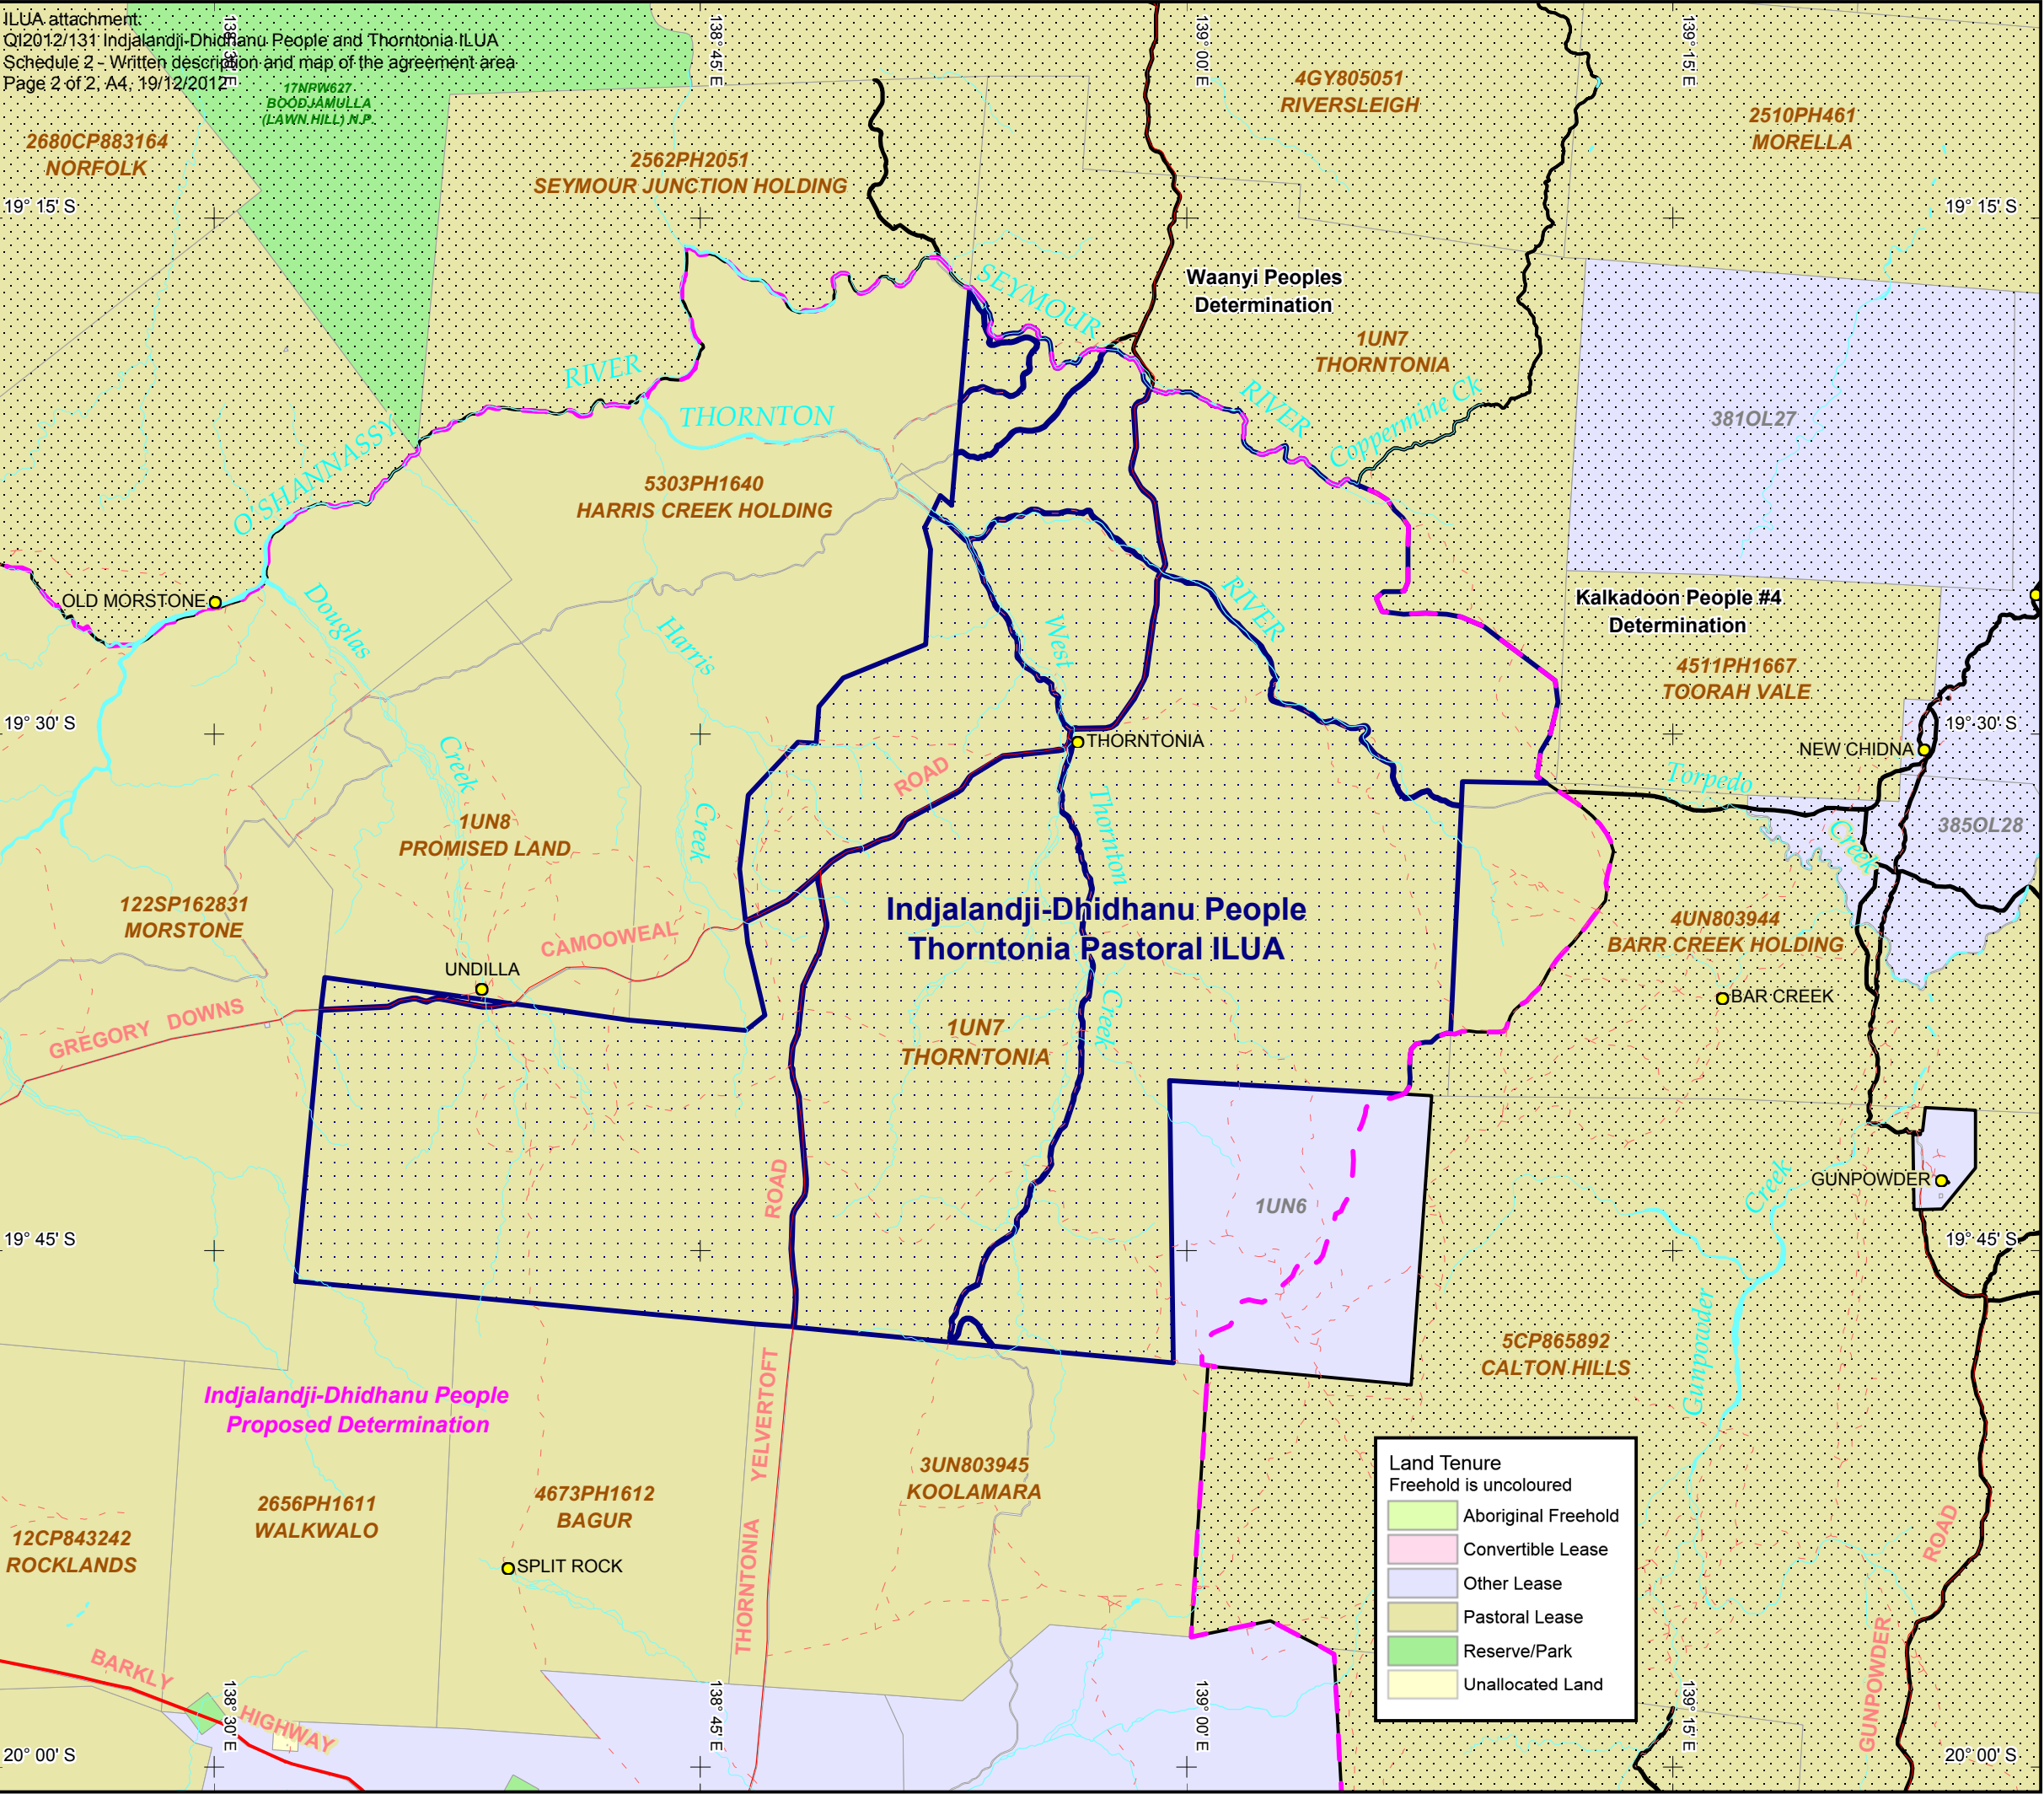 ILUA attachment:
QI2012/131 Indjalandji-Dhidhanu People and Thorntonia ILUA
Schedule 2 - Written description and map of the agreement area
Page 2 of 2, A4, 19/12/2012
138° 30' E
138° 45' E
139° 00' E
139° 15' E
17NPW627
BOODJAMULLA
(LAWN HILL) N.P.
4GY805051
RIVERSLEIGH
2510PH461
MORELLA
2680CP883164
NORFOLK
2562PH2051
SEYMOUR JUNCTION HOLDING
19° 15' S
19° 15' S
SEYMOUR
RIVER
Waanyi Peoples
Determination
1UN7
THORNTONIA
RIVER
THORNTON
Coppermine Ck
381OL27
O'SHANNASSY
5303PH1640
HARRIS CREEK HOLDING
OLD MORSTONE
Douglas
Harris
West
RIVER
Kalkadoon People #4
Determination
4511PH1667
TOORAH VALE
19° 30' S
19° 30' S
THORNTONIA
NEW CHIDNA
Creek
ROAD
Torpedo
Creek
Thornton
Creek
385OL28
1UN8
PROMISED LAND
122SP162831
MORSTONE
CAMOOWEAL
Indjalandji-Dhidhanu People
Thorntonia Pastoral ILUA
4UN803944
BARR CREEK HOLDING
UNDILLA
BAR CREEK
GREGORY DOWNS
1UN7
THORNTONIA
Creek
ROAD
1UN6
GUNPOWDER
Creek
19° 45' S
19° 45' S
Gunpowder
5CP865892
CALTON HILLS
Indjalandji-Dhidhanu People
Proposed Determination
THORNTONIA YELVERTOFT
3UN803945
KOOLAMARA
2656PH1611
WALKWALO
4673PH1612
BAGUR
12CP843242
ROCKLANDS
SPLIT ROCK
Land Tenure
Freehold is uncoloured
Aboriginal Freehold
Convertible Lease
Other Lease
Pastoral Lease
Reserve/Park
Unallocated Land
ROAD
GUNPOWDER
BARKLY
HIGHWAY
138° 30' E
138° 45' E
139° 00' E
139° 15' E
20° 00' S
20° 00' S